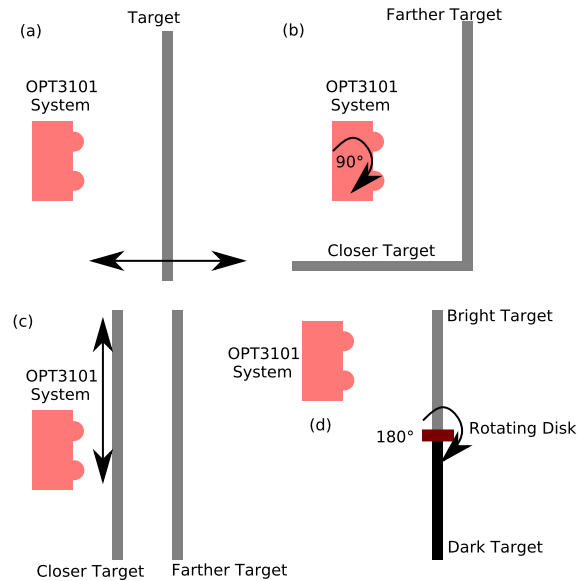 (a)
Target
OPT3101
System
(b)
Farther Target
OPT3101
System
90°
Closer Target
(c)
OPT3101
System
Closer Target
Farther Target
Bright Target
OPT3101
System
(d)
180°
Rotating Disk
Dark Target